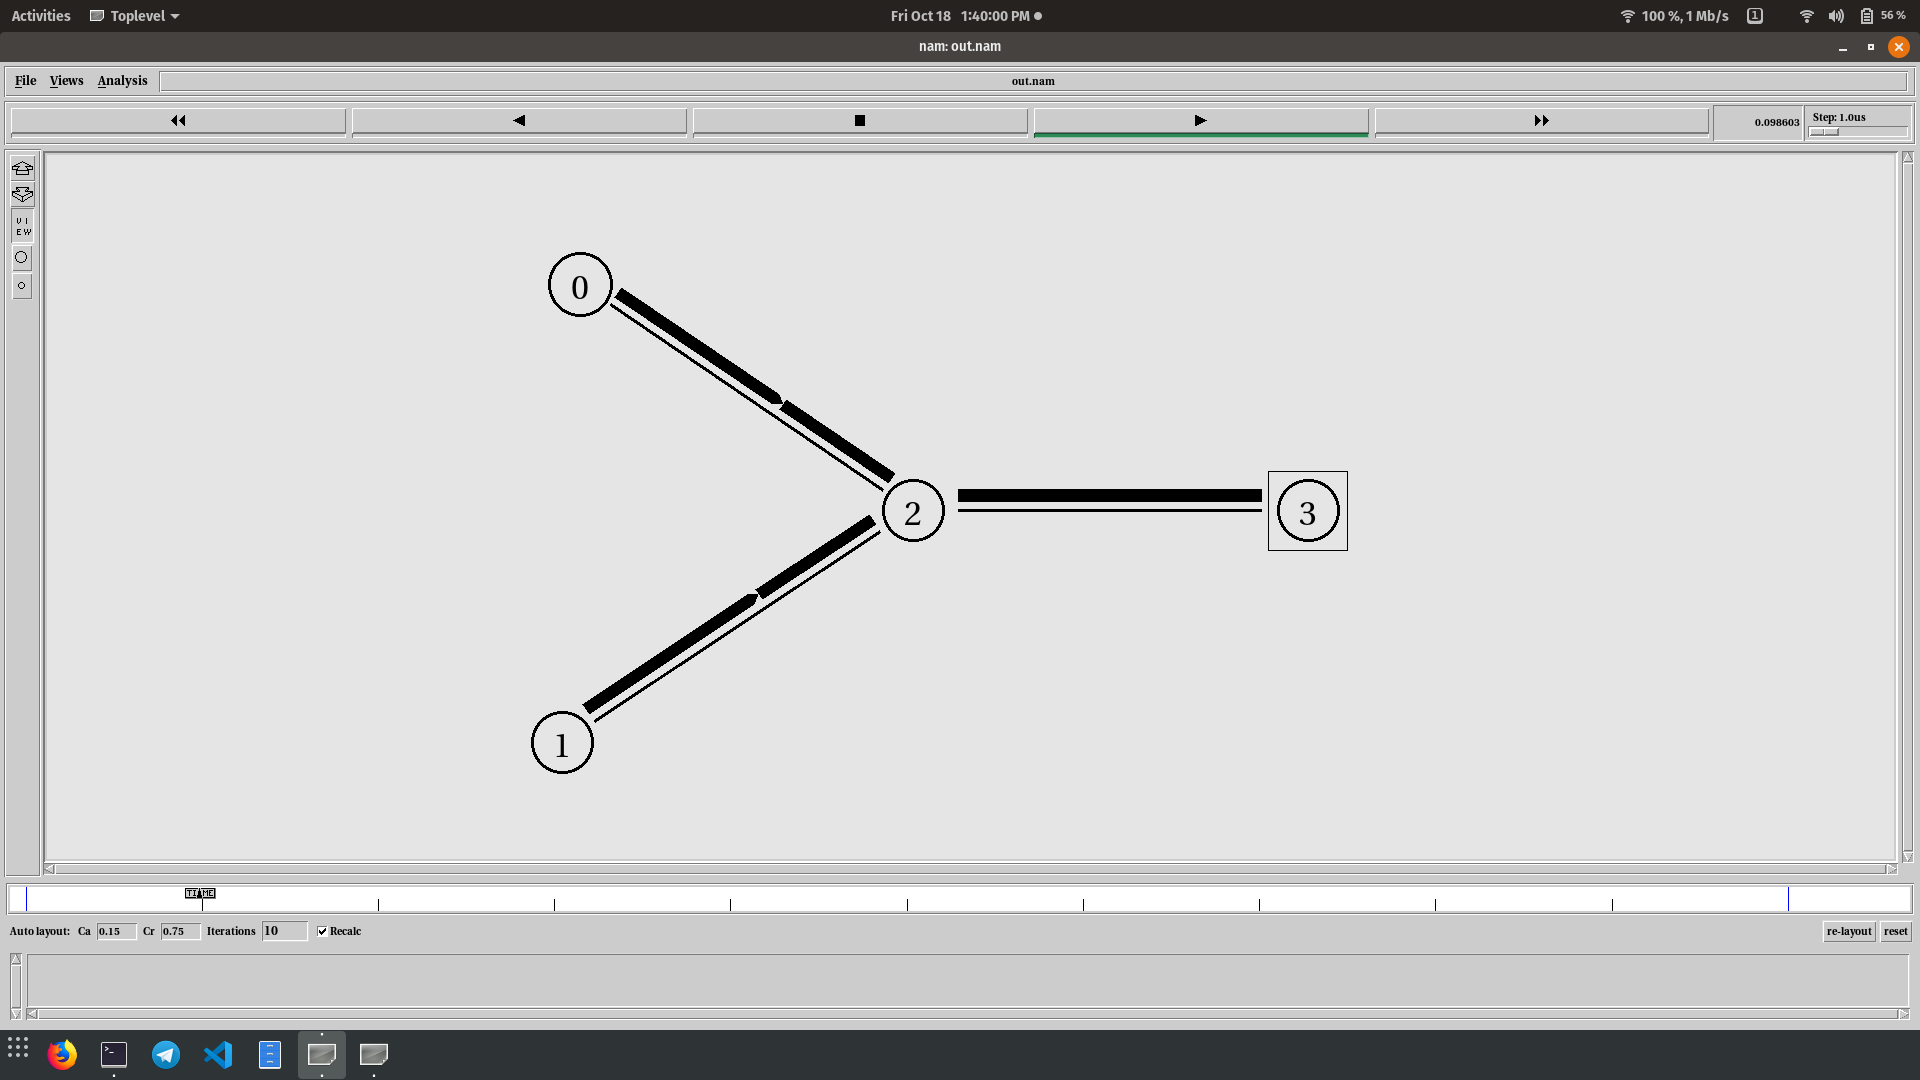 Activities Toplevel Fri Oct 18 1:40:00 PM 100 %, 1 Mb/s 1 56 %
nam: out.nam
File Views Analysis out.nam
0.098603 Step: 1.0us
VI
EW
0
2 3
1
TIME
Auto layout: Ca 0.15 Cr 0.75 Iterations 10 Recalc re-layout reset